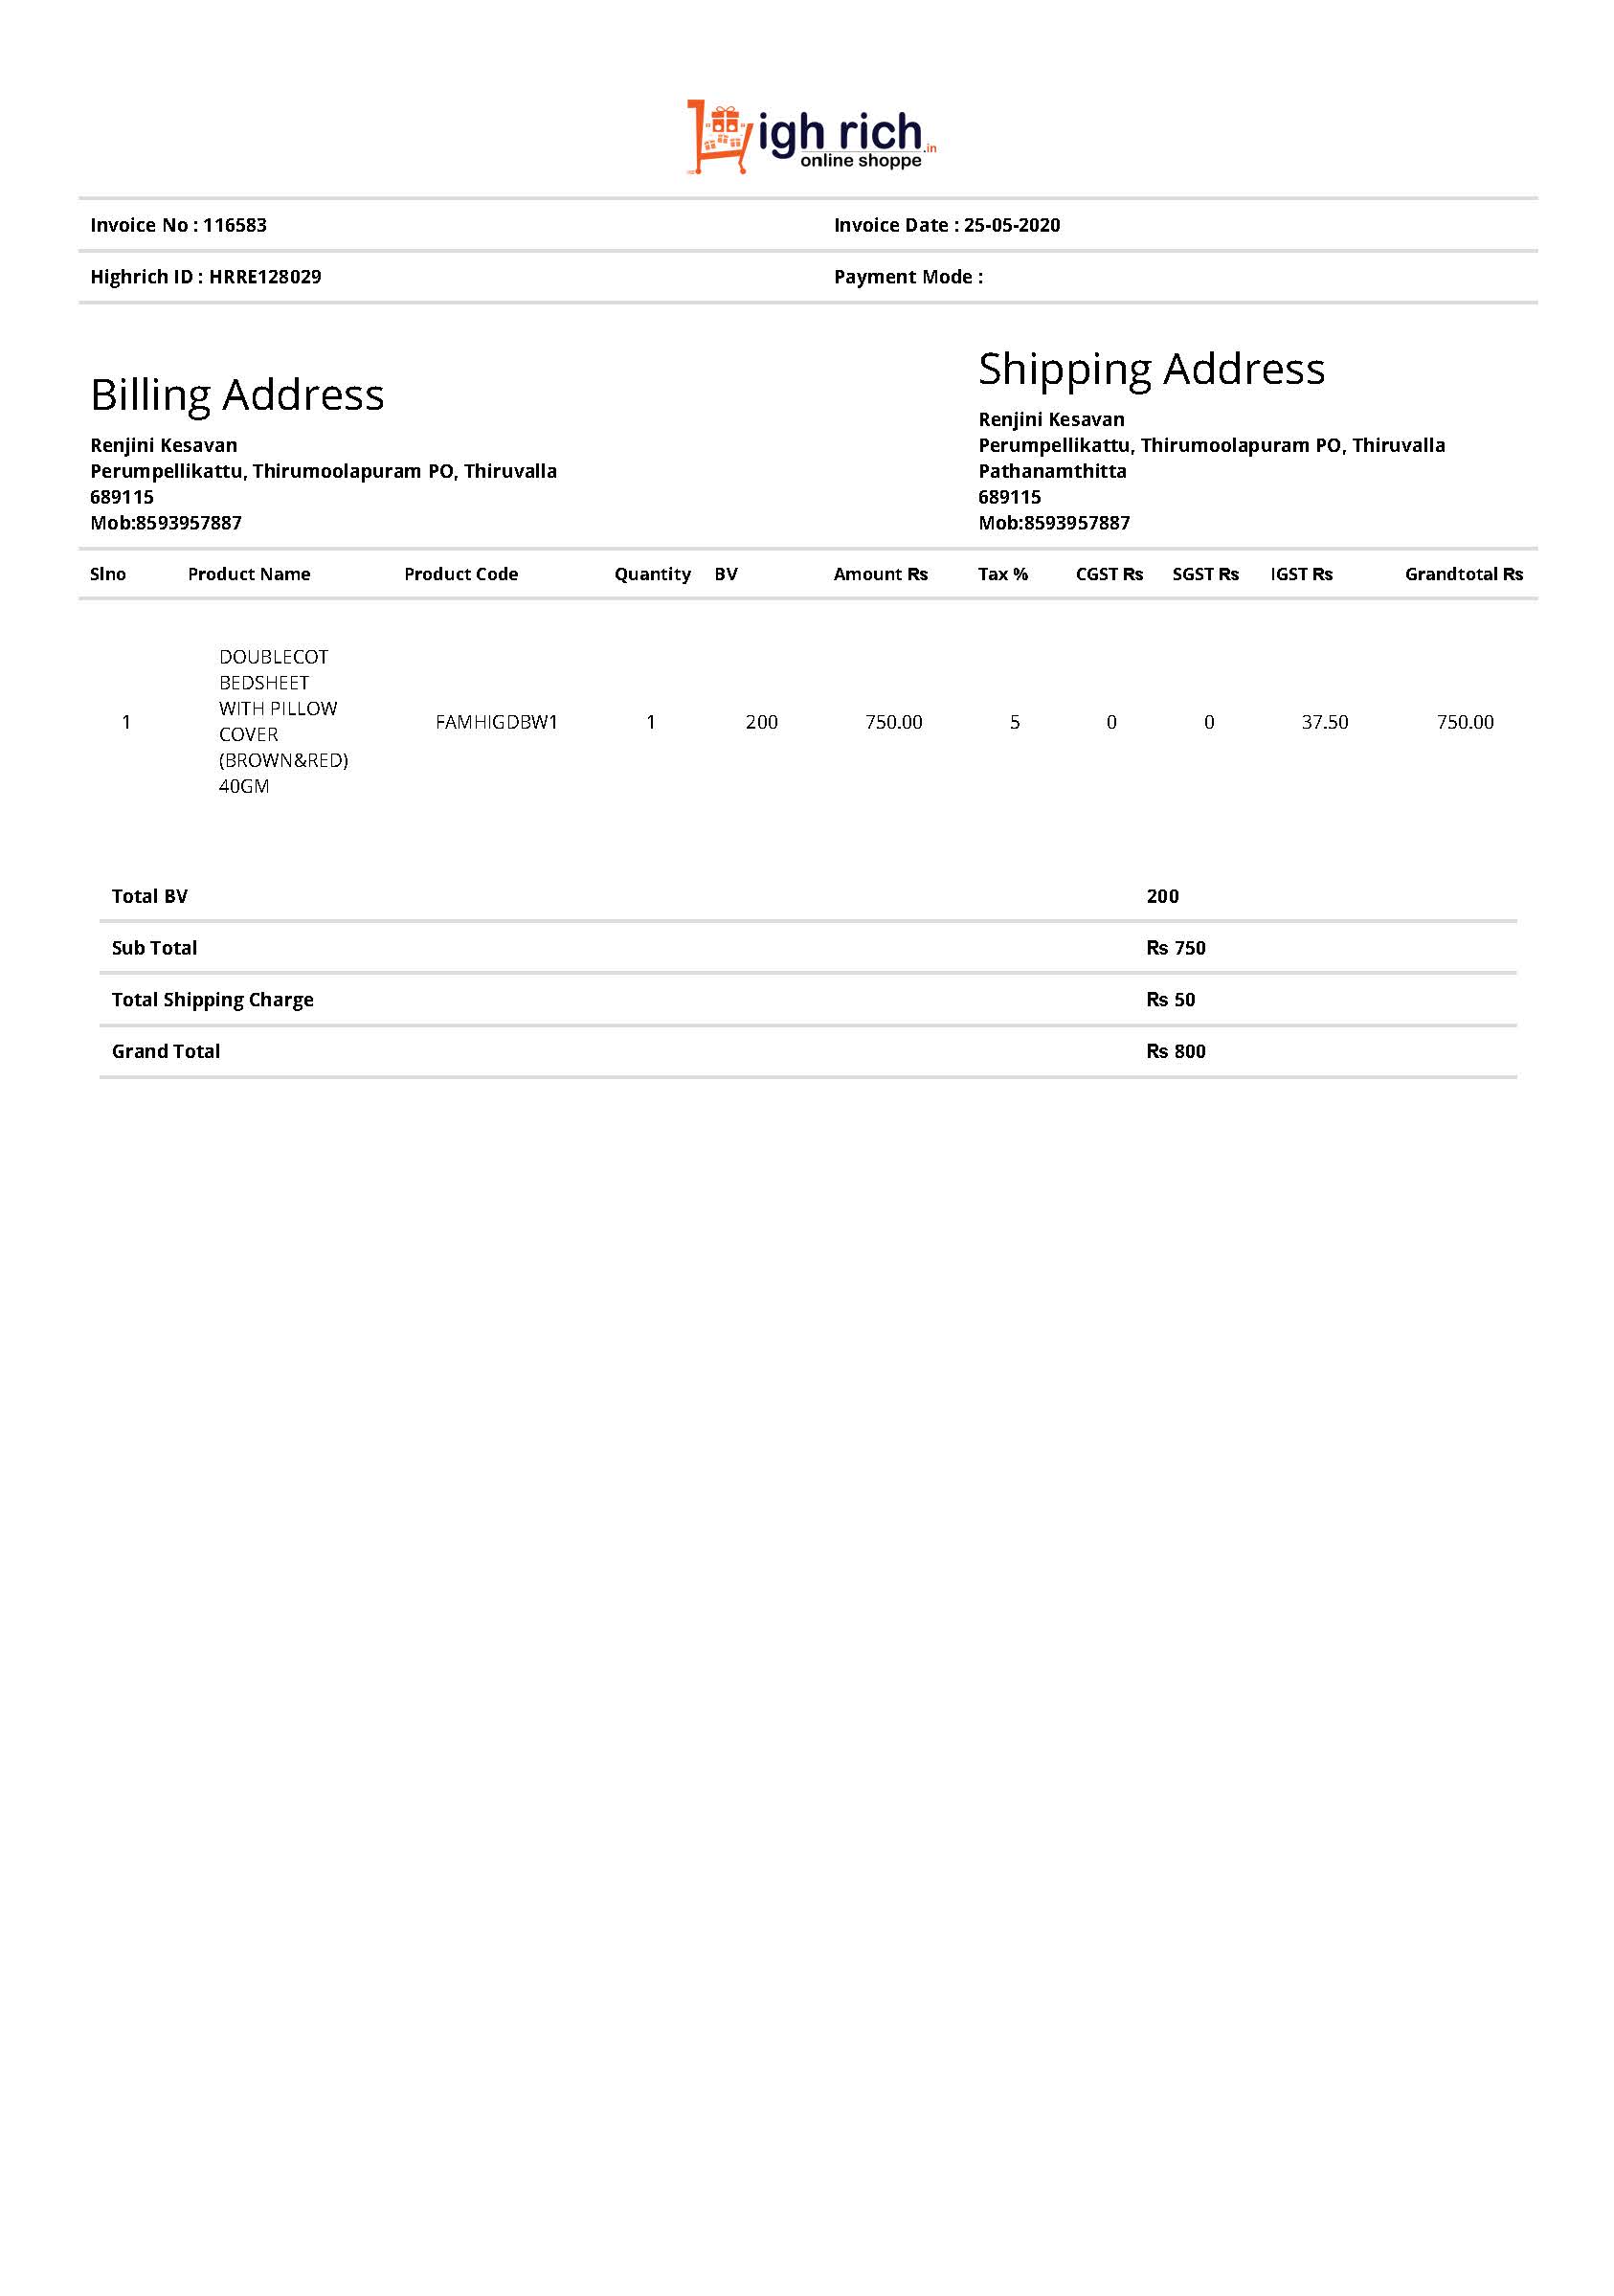 igh rich.in
online shoppe
Invoice No : 116583 Invoice Date : 25-05-2020
Highrich ID : HRRE128029 Payment Mode :
Billing Address
Renjini Kesavan
Perumpellikattu, Thirumoolapuram PO, Thiruvalla
689115
Mob:8593957887
Shipping Address
Renjini Kesavan
Perumpellikattu, Thirumoolapuram PO, Thiruvalla
Pathanamthitta
689115
Mob:8593957887
Slno Product Name Product Code Quantity BV Amount Rs Tax % CGST Rs SGST Rs IGST Rs Grandtotal Rs
1 DOUBLECOT
BEDSHEET
WITH PILLOW
COVER
(BROWN&RED)
40GM FAMHIGDBW1 1 200 750.00 5 0 0 37.50 750.00
Total BV 200
Sub Total Rs 750
Total Shipping Charge Rs 50
Grand Total Rs 800